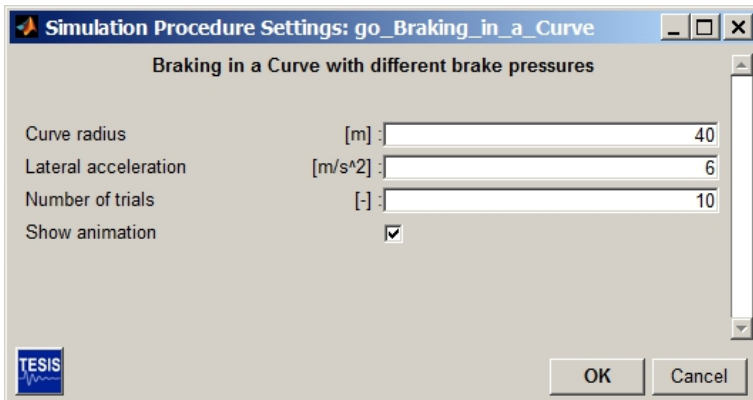 Simulation Procedure Settings: go_Braking_in_a_Curve
Braking in a Curve with different brake pressures
Curve radius [m] : 40
Lateral acceleration [m/s^2] : 6
Number of trials [-] : 10
Show animation
TESIS
OK Cancel